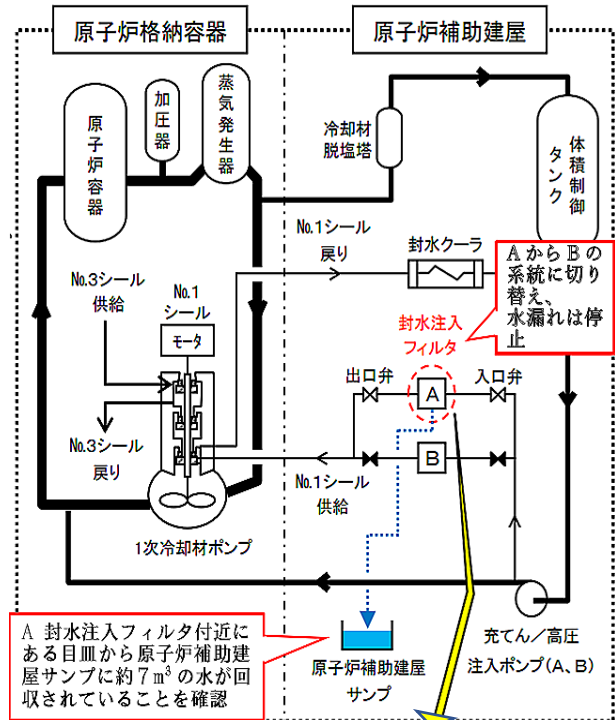 原子炉格納容器
原子炉補助建屋
原子炉容器
加圧器
蒸気発生器
冷却材
脱塩塔
体積制御
タンク
No.1シール
戻り
封水クーラ
AからBの
系統に切り
替え、
水漏れは停
止
No.3シール
供給
No.1
シール
モータ
封水注入
フィルタ
出口弁
入口弁
A
B
No.3シール
戻り
No.1シール
供給
1次冷却材ポンプ
A 封水注入フィルタ付近に
ある目皿から原子炉補助建
屋サンプに約7m³の水が回
収されていることを確認
原子炉補助建屋
サンプ
充てん/高圧
注入ポンプ(A、B)